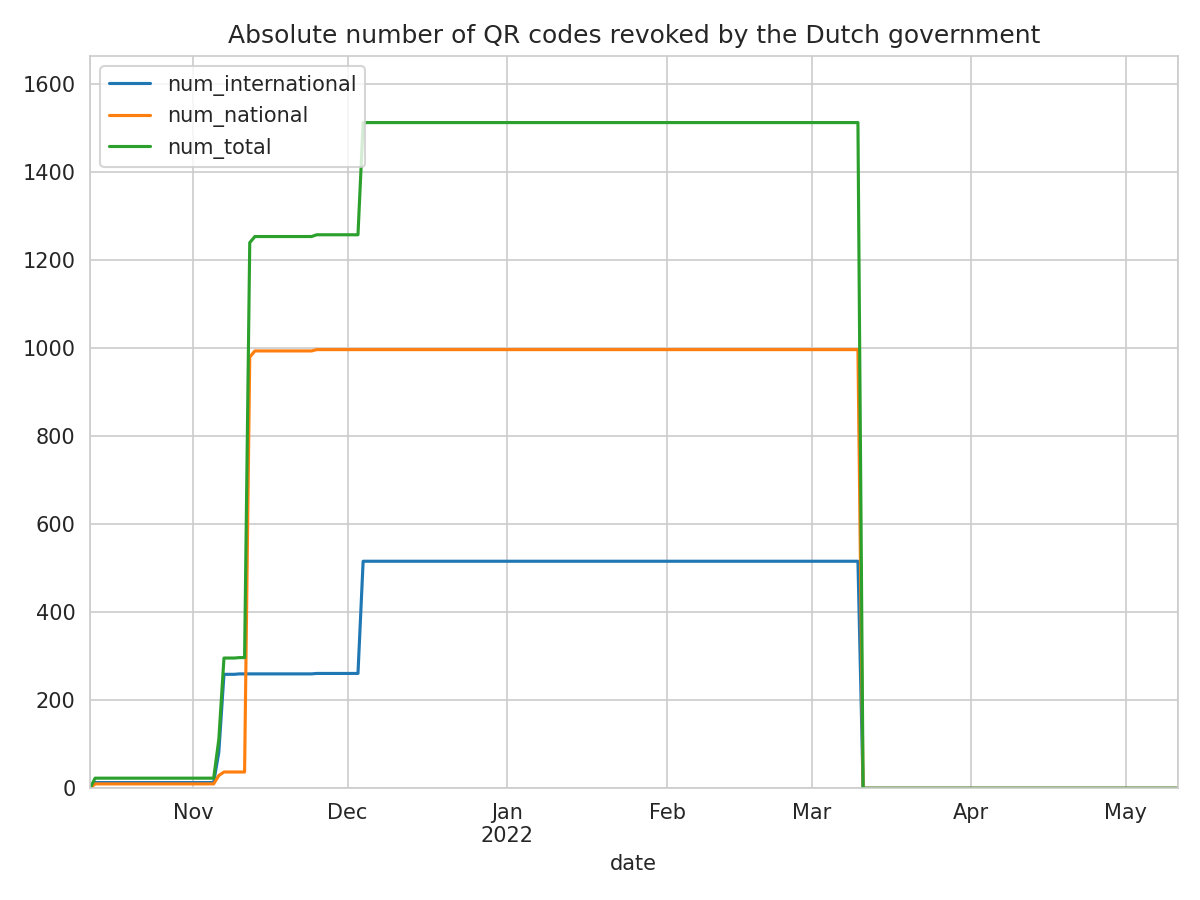 Absolute number of QR codes revoked by the Dutch government
num_international
num_national
num_total
1600
1400
1200
1000
800
600
400
200
0
Nov Dec Jan Feb Mar Apr May
2022
date